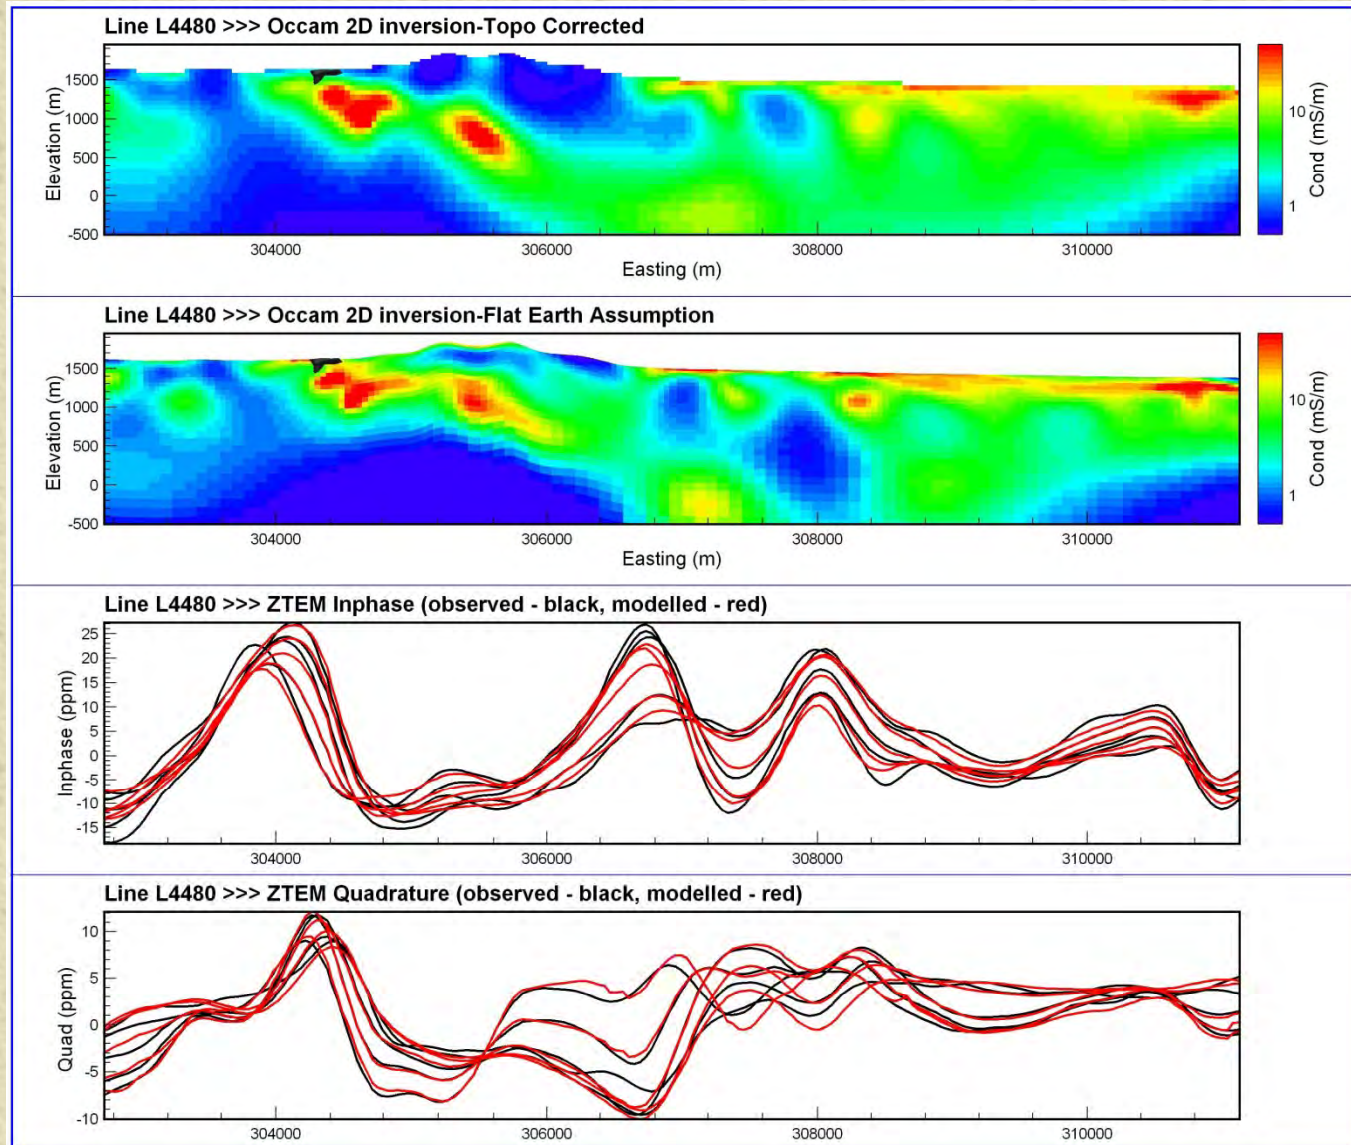 Line L4480 >>> Occam 2D inversion-Topo Corrected
Elevation (m)
1500
1000
500
0
-500
304000 306000 308000 310000
Easting (m)
10
1
Cond (mS/m)
Line L4480 >>> Occam 2D inversion-Flat Earth Assumption
Elevation (m)
1500
1000
500
0
-500
304000 306000 308000 310000
Easting (m)
10
1
Cond (mS/m)
Line L4480 >>> ZTEM Inphase (observed - black, modelled - red)
Inphase (ppm)
25
20
15
10
5
0
-5
-10
-15
304000 306000 308000 310000
Line L4480 >>> ZTEM Quadrature (observed - black, modelled - red)
Quad (ppm)
10
5
0
-5
-10
304000 306000 308000 310000